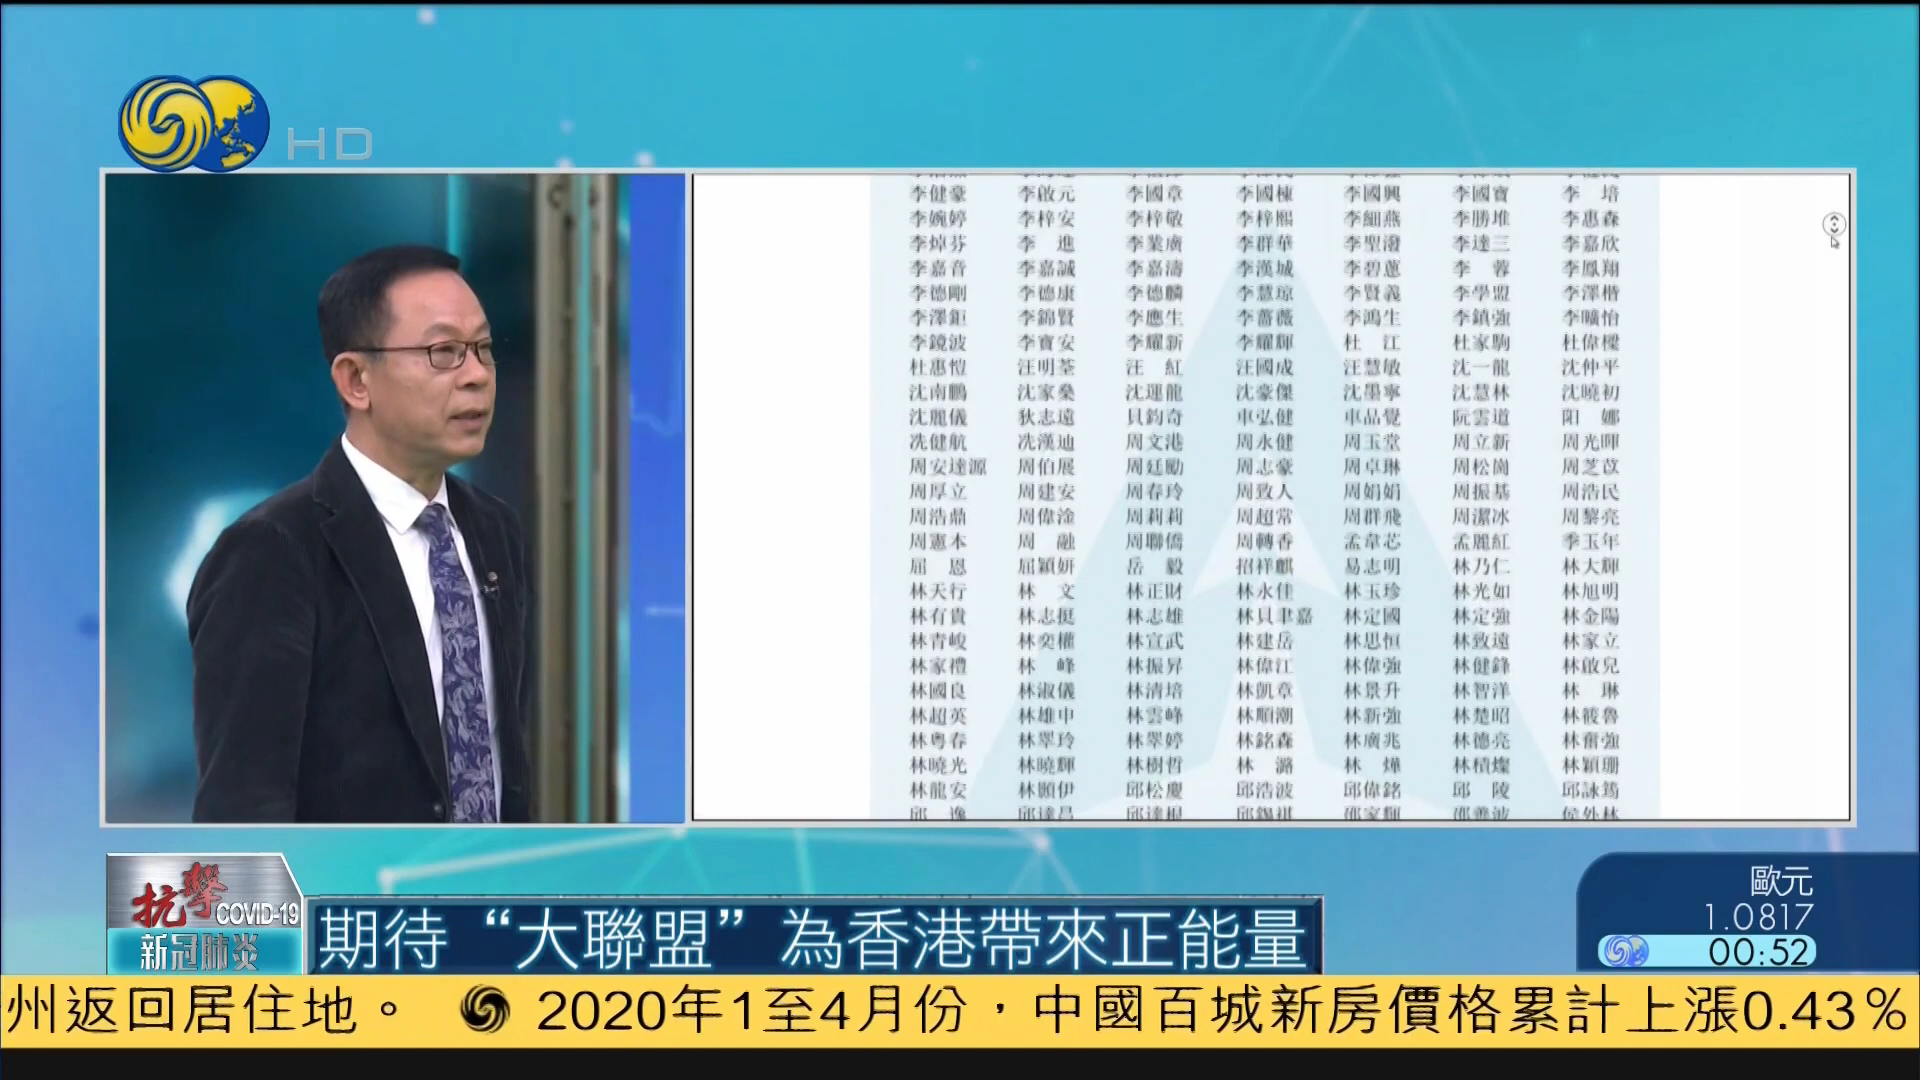 HD
李健豪 李啟元 李國章 李國棟 李國興 李國寶 李 培
李婉婷 李梓安 李梓敬 李梓熙 李細燕 李勝堆 李惠森
李焯芬 李 進 李業廣 李群華 李聖潑 李達三 李嘉欣
李嘉音 李嘉誠 李嘉濤 李漢城 李碧蔥 李 蓉 李鳳翔
李德剛 李德康 李德麟 李慧琼 李賢義 李學盟 李澤楷
李澤鉅 李錦賢 李應生 李薔薇 李鴻生 李鎮強 李曠怡
李鏡波 李寶安 李耀新 李耀輝 杜 江 杜家駒 杜偉樑
杜惠愷 汪明荃 汪 紅 汪國成 汪慧敏 沈一龍 沈仲平
沈南鵬 沈家燊 沈運龍 沈豪傑 沈墨寧 沈慧林 沈曉初
沈麗儀 狄志遠 貝鈞奇 車弘健 車品覺 阮雲道 阳 娜
冼健航 冼漢迪 周文港 周永健 周玉堂 周立新 周光暉
周安達源 周伯展 周廷勵 周志豪 周卓琳 周松崗 周芝苡
周厚立 周建安 周春玲 周致人 周娟娟 周振基 周浩民
周浩鼎 周偉淦 周莉莉 周超常 周群飛 周潔冰 周黎亮
周憲本 周 融 周聯僑 周轉香 孟韋芯 孟麗紅 季玉年
屈 恩 屈穎妍 岳 毅 招祥麒 易志明 林乃仁 林大輝
林天行 林 文 林正財 林永佳 林玉珍 林光如 林旭明
林有貴 林志挺 林志雄 林貝聿嘉 林定國 林定強 林金陽
林青峻 林奕權 林宣武 林建岳 林思恒 林致遠 林家立
林家禮 林 峰 林振昇 林偉江 林偉強 林健鋒 林啟兒
林國良 林淑儀 林清培 林凱章 林景升 林智洋 林 琳
林超英 林雄申 林雲峰 林順潮 林新強 林楚昭 林筱魯
林粵春 林翠玲 林翠婷 林銘森 林廣兆 林德亮 林奮強
林曉光 林曉輝 林樹哲 林 潞 林 燁 林積燦 林穎珊
林龍安 林顥伊 邱松慶 邱浩波 邱偉銘 邱 陵 邱詠筠
抗擊
COVID-19
新冠肺炎
期待“大聯盟”為香港帶來正能量
歐元
1.0817
00:52
州返回居住地。 2020年1至4月份，中國百城新房價格累計上漲0.43%